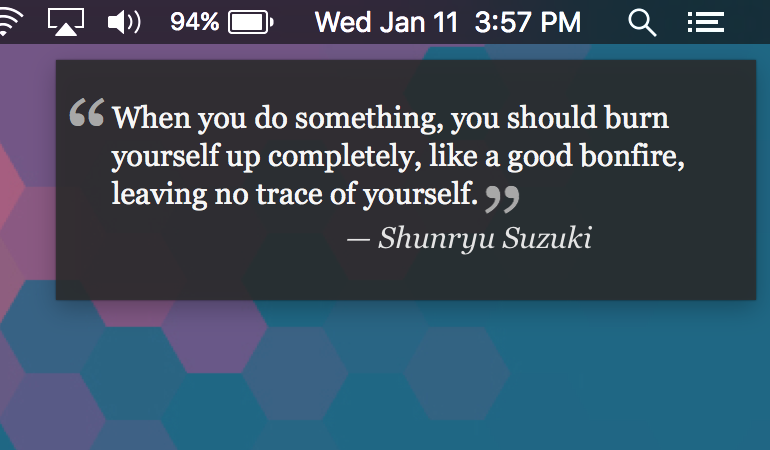 94% Wed Jan 11 3:57 PM
“When you do something, you should burn
yourself up completely, like a good bonfire,
leaving no trace of yourself.”
— Shunryu Suzuki